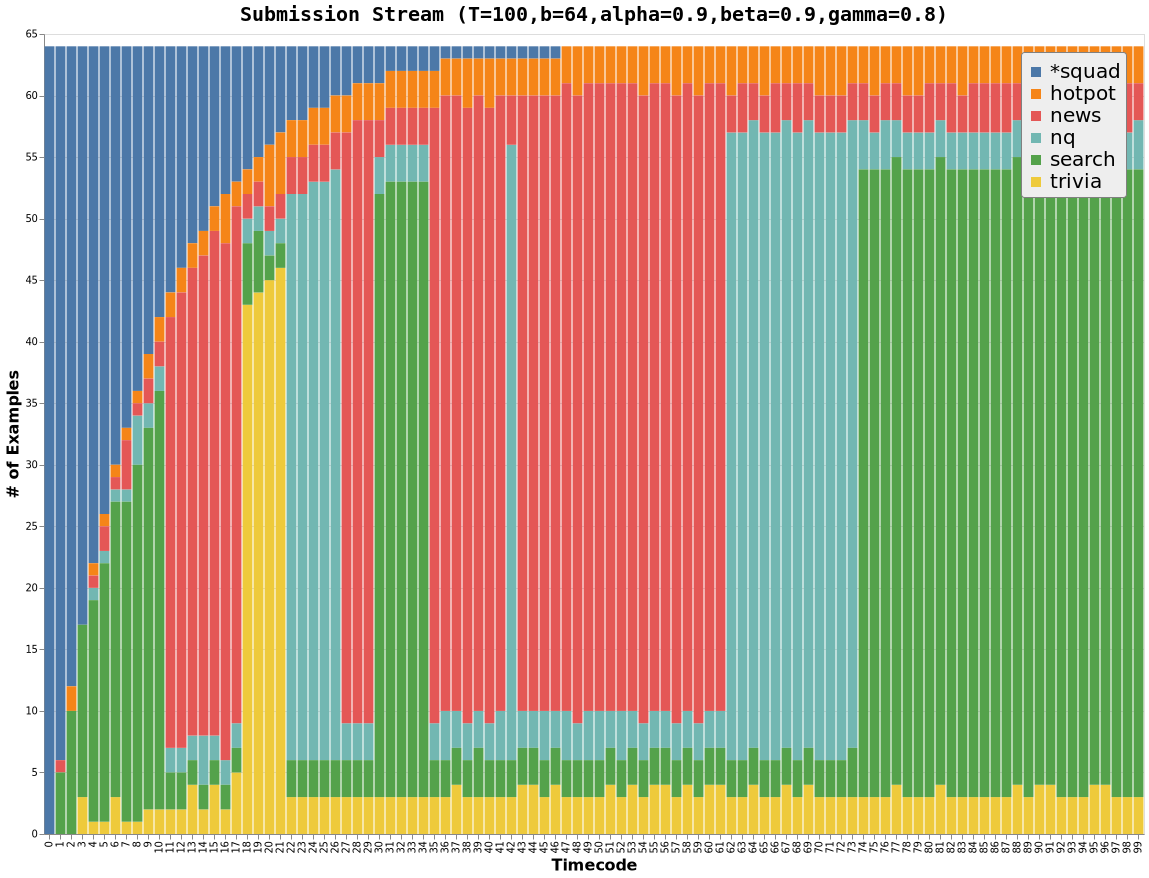 Submission Stream (T=100,b=64,alpha=0.9,beta=0.9,gamma=0.8)
65
60
55
50
45
40
35
30
25
20
15
10
5
0
# of Examples
*squad
hotpot
news
nq
search
trivia
0 1 2 3 4 5 6 7 8 9 10 11 12 13 14 15 16 17 18 19 20 21 22 23 24 25 26 27 28 29 30 31 32 33 34 35 36 37 38 39 40 41 42 43 44 45 46 47 48 49 50 51 52 53 54 55 56 57 58 59 60 61 62 63 64 65 66 67 68 69 70 71 72 73 74 75 76 77 78 79 80 81 82 83 84 85 86 87 88 89 90 91 92 93 94 95 96 97 98 99
Timecode